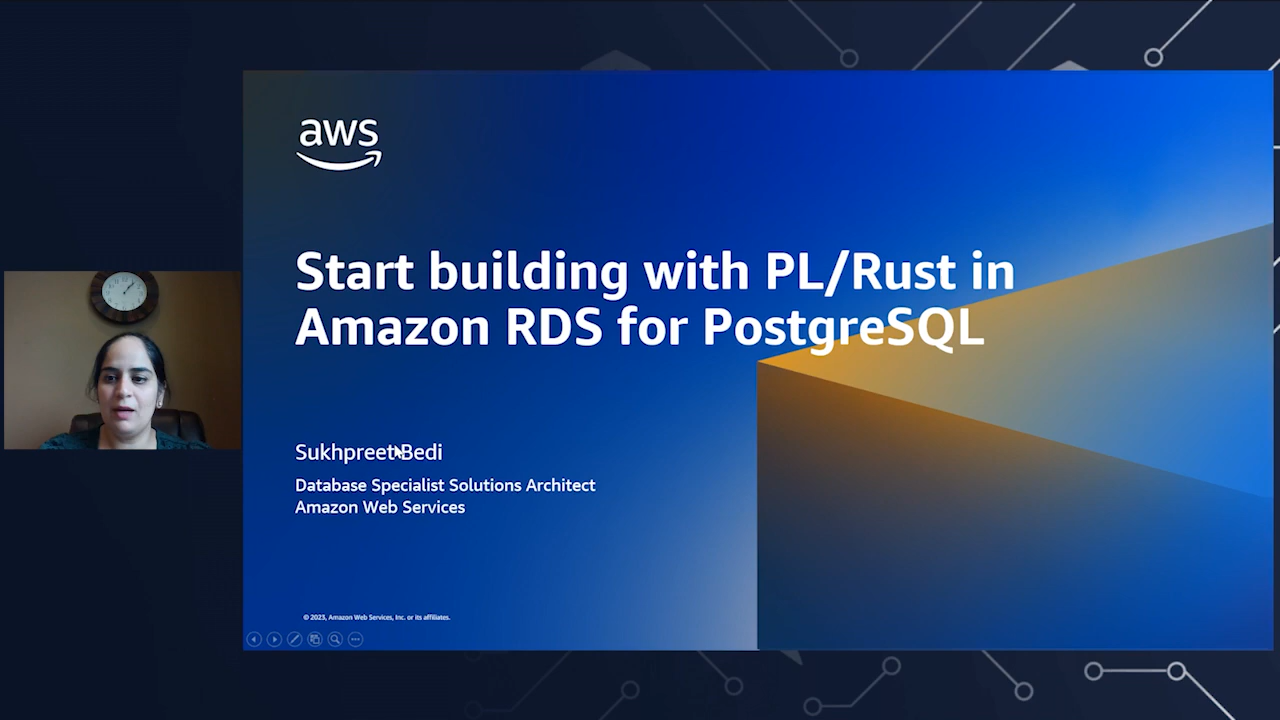 aws
Start building with PL/Rust in
Amazon RDS for PostgreSQL
Sukhpreet Bedi
Database Specialist Solutions Architect
Amazon Web Services
© 2023, Amazon Web Services, Inc. or its affiliates.